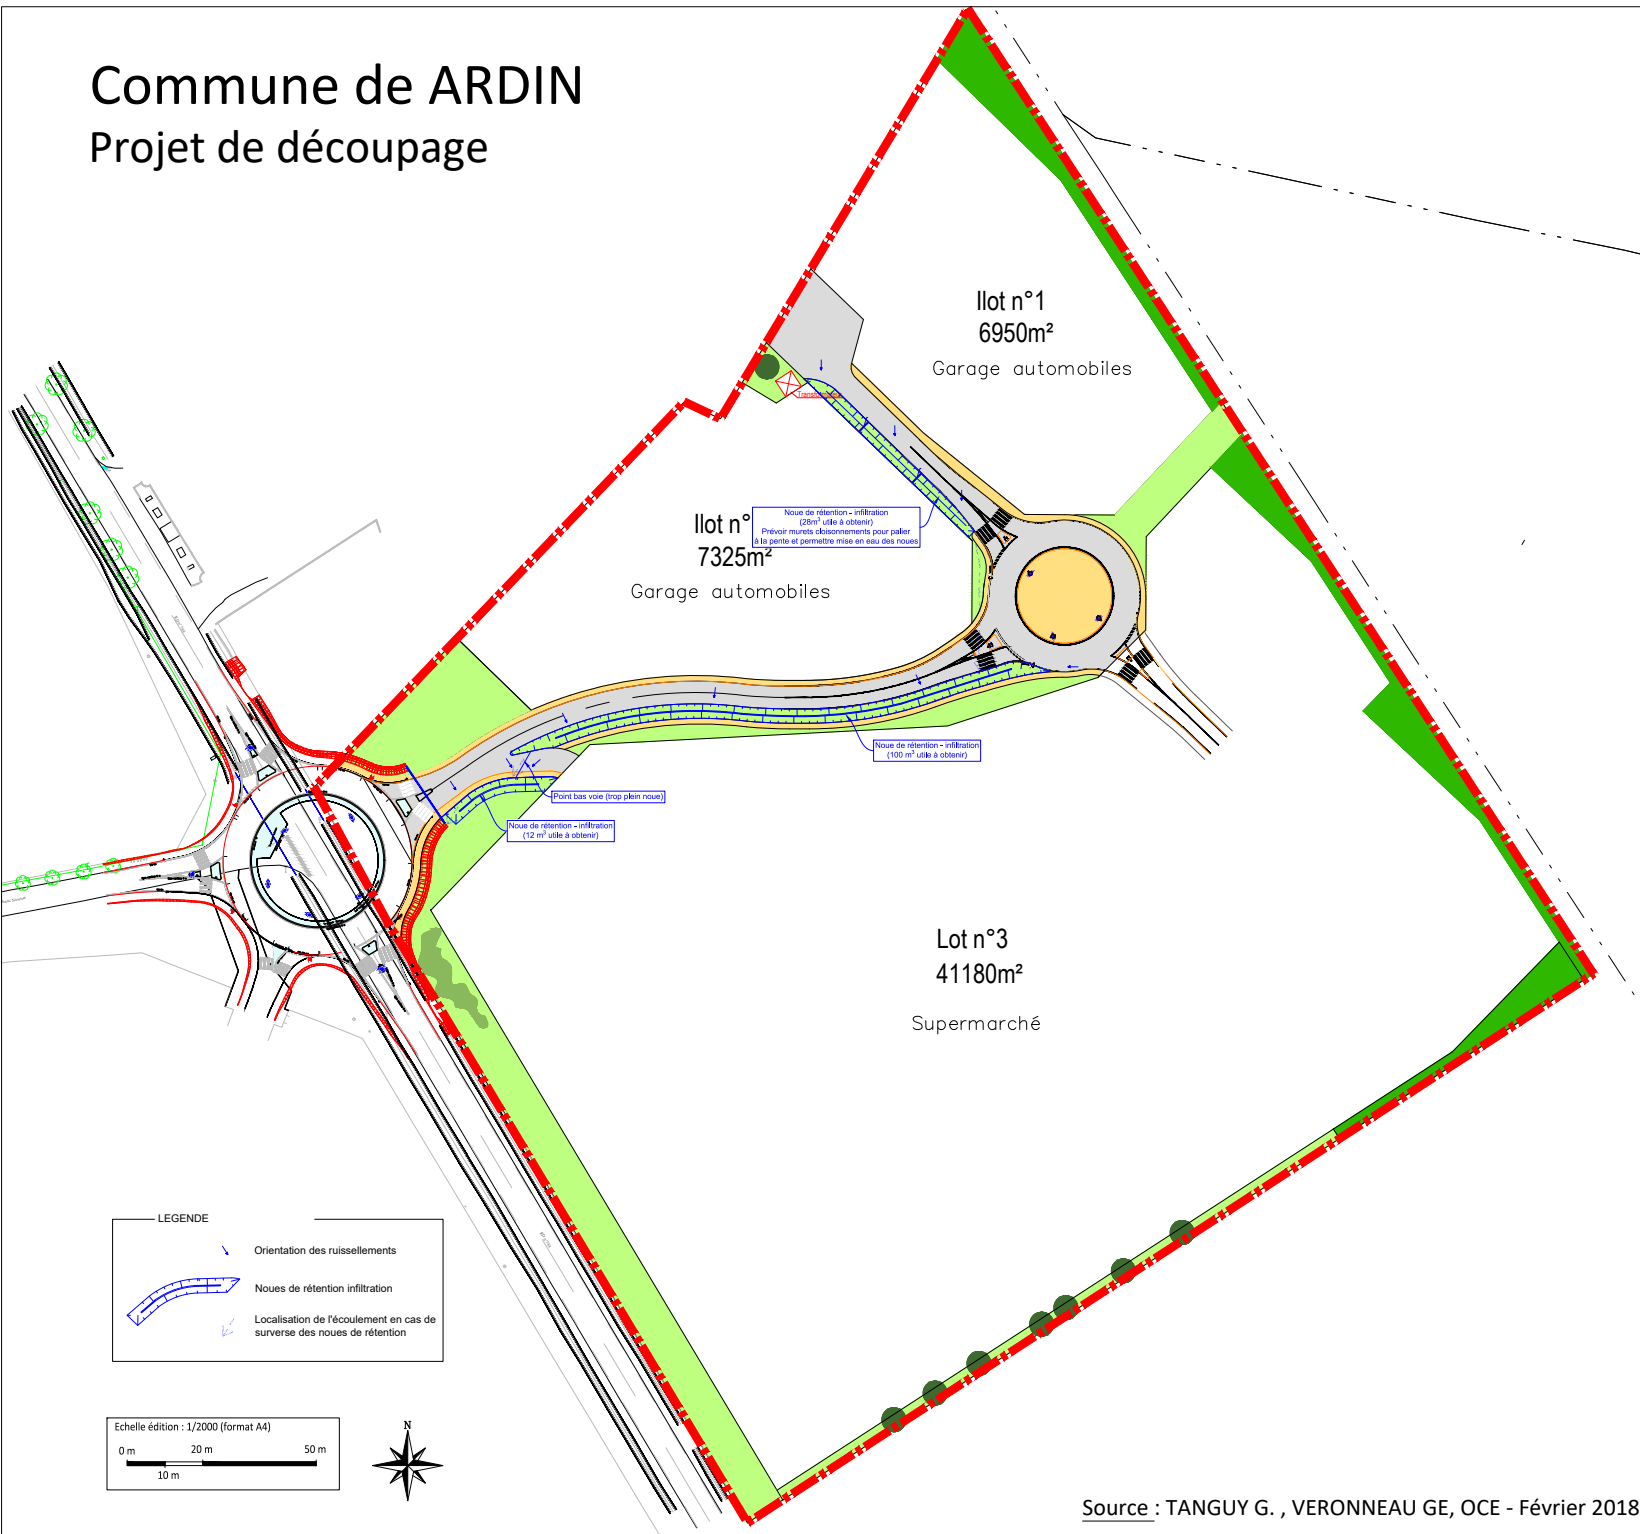 Commune de ARDIN
Projet de découpage
Ilot n°1
6950m²
Garage automobiles
Ilot n°
7325m²
Garage automobiles
Noue de rétention - infiltration
(28m³ utile à obtenir)
Prévoir murets cloisonnements pour palier
à la pente et permettre mise en eau des noues
Noue de rétention - infiltration
(100 m³ utile à obtenir)
Point bas voie (trop plein noue)
Noue de rétention - infiltration
(12 m³ utile à obtenir)
Lot n°3
41180m²
Supermarché
LEGENDE
Orientation des ruissellements
Noues de rétention infiltration
Localisation de l'écoulement en cas de
surverse des noues de rétention
Echelle édition : 1/2000 (format A4)
0 m 20 m 50 m
10 m
N
Source : TANGUY G. , VERONNEAU GE, OCE - Février 2018